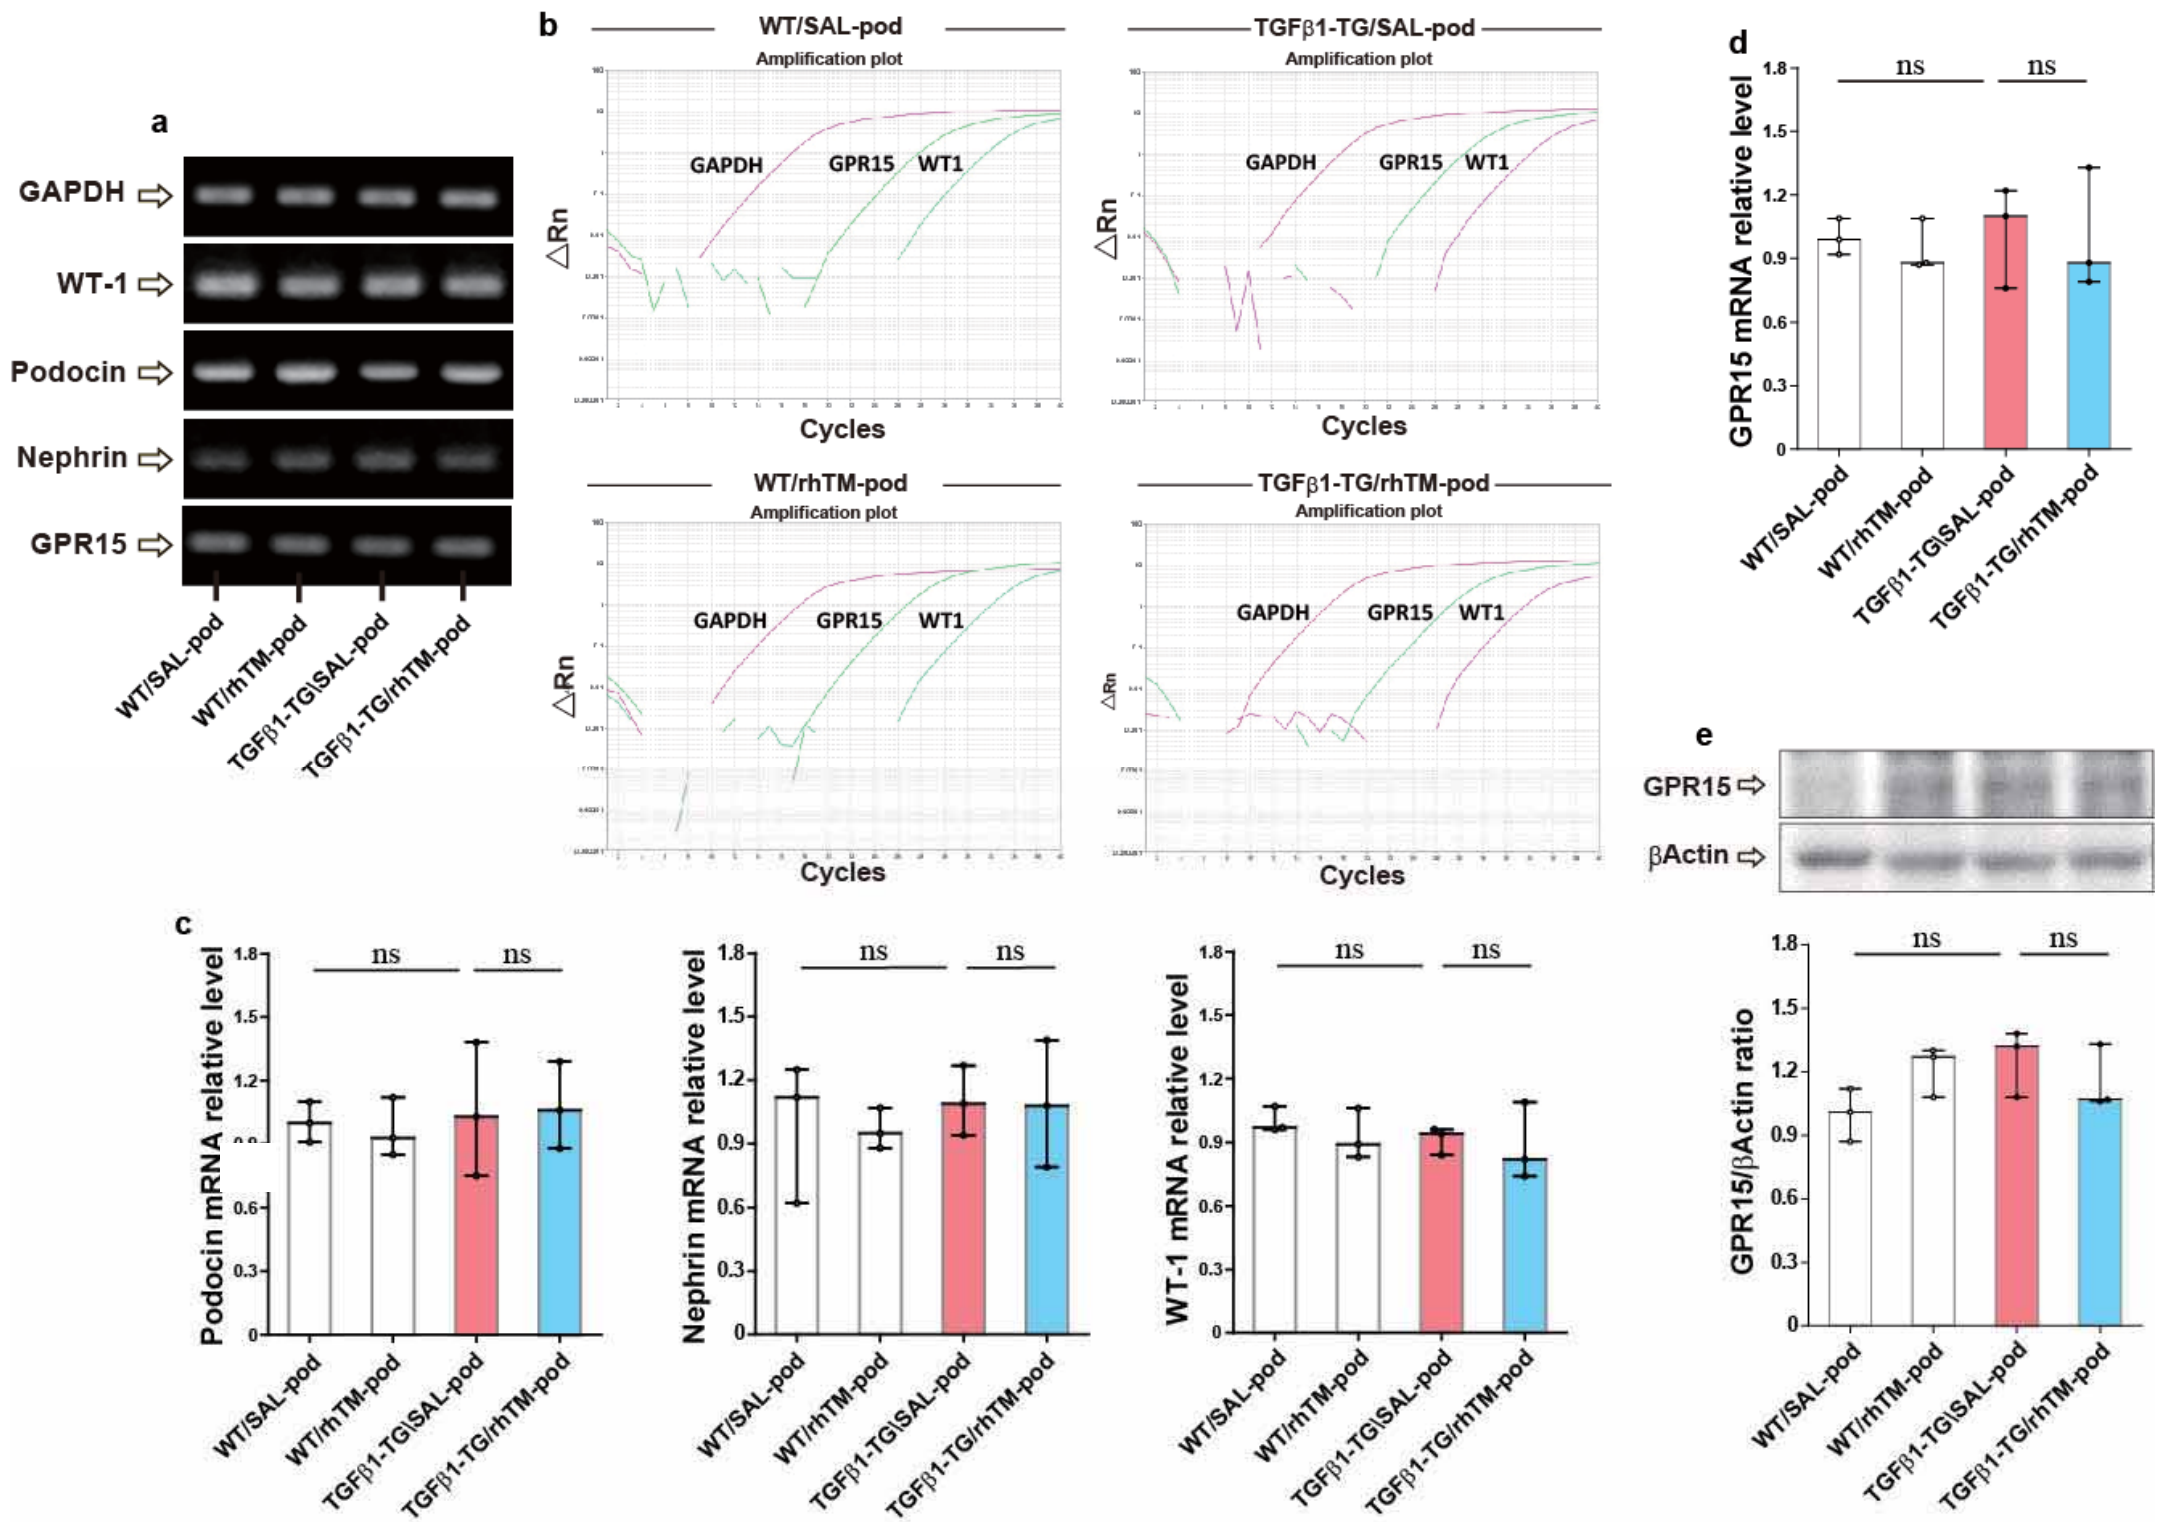 a
GAPDH
WT-1
Podocin
Nephrin
GPR15
WT/SAL-pod
WT/rhTM-pod
TGFβ1-TG\SAL-pod
TGFβ1-TG/rhTM-pod
b
WT/SAL-pod
Amplification plot
GAPDH
GPR15
WT1
△Rn
Cycles
TGFβ1-TG/SAL-pod
Amplification plot
GAPDH
GPR15
WT1
△Rn
Cycles
WT/rhTM-pod
Amplification plot
GAPDH
GPR15
WT1
△Rn
Cycles
TGFβ1-TG/rhTM-pod
Amplification plot
GAPDH
GPR15
WT1
△Rn
Cycles
c
Podocin mRNA relative level
1.8
1.5
1.2
0.6
0.3
0
ns
ns
WT/SAL-pod
WT/rhTM-pod
TGFβ1-TG\SAL-pod
TGFβ1-TG/rhTM-pod
Nephrin mRNA relative level
1.8
1.5
1.2
0.9
0.6
0.3
0
ns
ns
WT/SAL-pod
WT/rhTM-pod
TGFβ1-TG\SAL-pod
TGFβ1-TG/rhTM-pod
WT-1 mRNA relative level
1.8
1.5
1.2
0.9
0.6
0.3
0
ns
ns
WT/SAL-pod
WT/rhTM-pod
TGFβ1-TG\SAL-pod
TGFβ1-TG/rhTM-pod
d
GPR15 mRNA relative level
1.8
1.5
1.2
0.9
0.6
0.3
0
ns
ns
WT/SAL-pod
WT/rhTM-pod
TGFβ1-TG\SAL-pod
TGFβ1-TG/rhTM-pod
e
GPR15
βActin
GPR15/βActin ratio
1.8
1.5
1.2
0.9
0.6
0.3
0
ns
ns
WT/SAL-pod
WT/rhTM-pod
TGFβ1-TG\SAL-pod
TGFβ1-TG/rhTM-pod